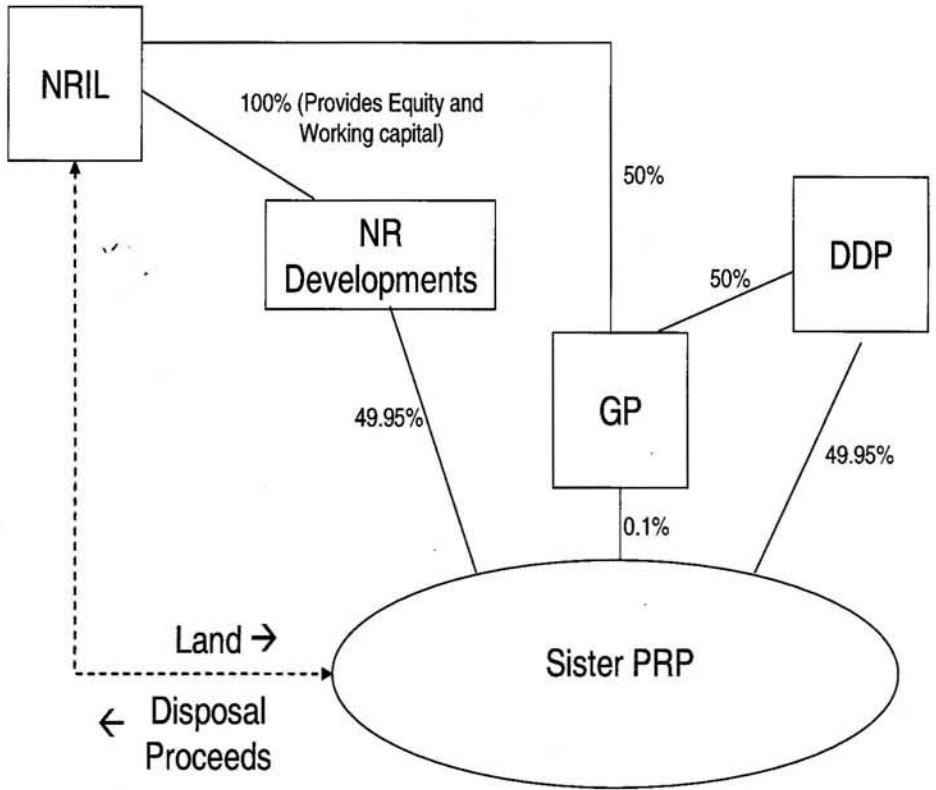 NRIL
100% (Provides Equity and
Working capital)
50%
NR
Developments
DDP
50%
GP
49.95%
49.95%
0.1%
Land →
Sister PRP
← Disposal
Proceeds